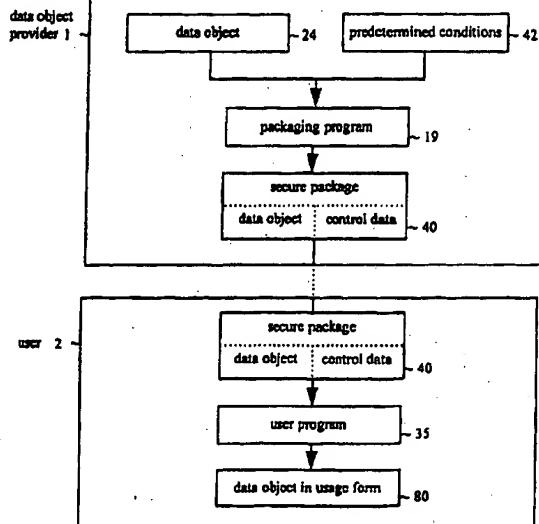 data object
provider 1
data object
24
predetermined conditions
42
packaging program
19
secure package
data object
control data
40
user 2
secure package
data object
control data
40
user program
35
data object in usage form
80